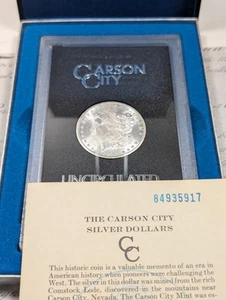 CARSON
CITY
UNCIRCULATED
84935917
THE CARSON CITY
SILVER DOLLARS
CC
This historic coin is a valuable memento of an era in
American history, when pioneers were challenging the
West. The silver in this dollar was mined from the rich
Comstock Lode, discovered in the mountains near
Carson City, Nevada. The Carson City Mint was es-